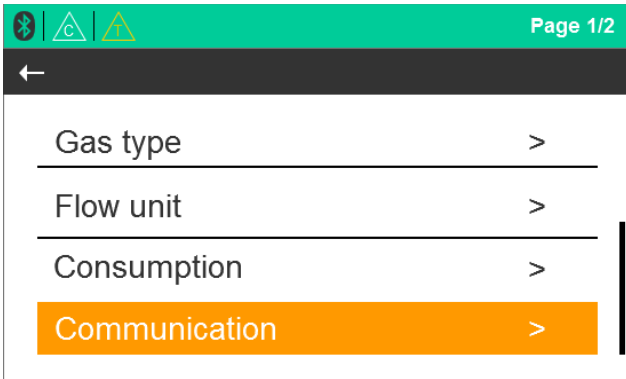 C T Page 1/2
←
Gas type >
Flow unit >
Consumption >
Communication >